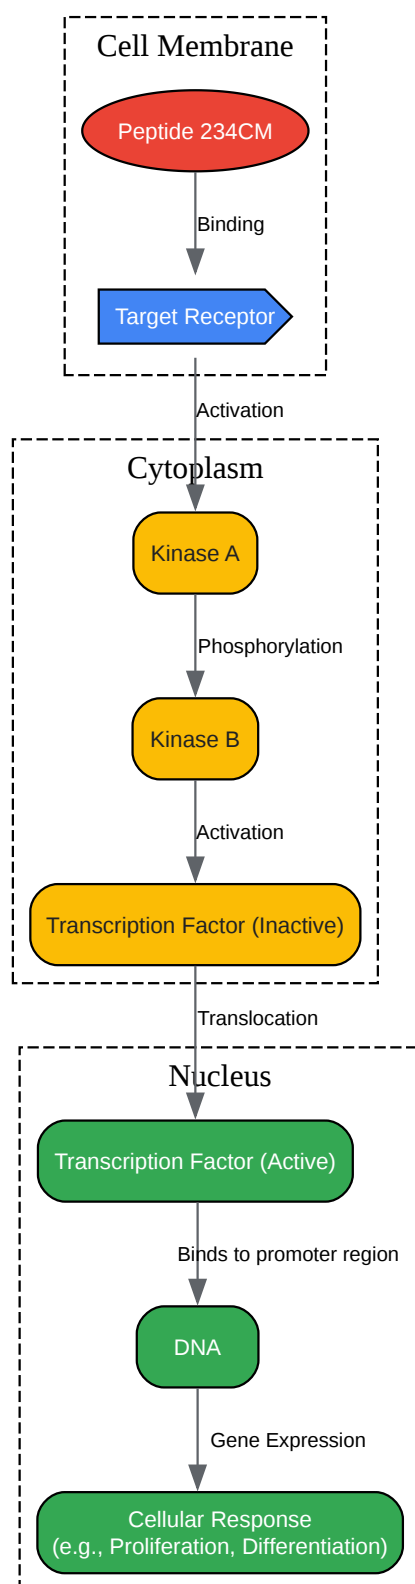 Cell Membrane
Peptide 234CM
Binding
Target Receptor
Activation
Cytoplasm
Kinase A
Phosphorylation
Kinase B
Activation
Transcription Factor (Inactive)
Translocation
Nucleus
Transcription Factor (Active)
Binds to promoter region
DNA
Gene Expression
Cellular Response
(e.g., Proliferation, Differentiation)